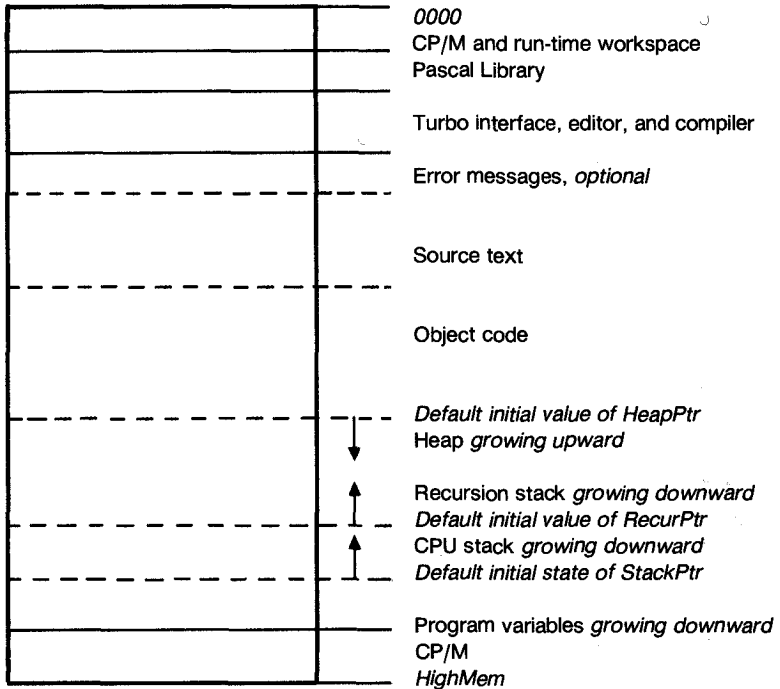 0000
CP/M and run-time workspace
Pascal Library
Turbo interface, editor, and compiler
Error messages, optional
Source text
Object code
Default initial value of HeapPtr
Heap growing upward
Recursion stack growing downward
Default initial value of RecurPtr
CPU stack growing downward
Default initial state of StackPtr
Program variables growing downward
CP/M
HighMem